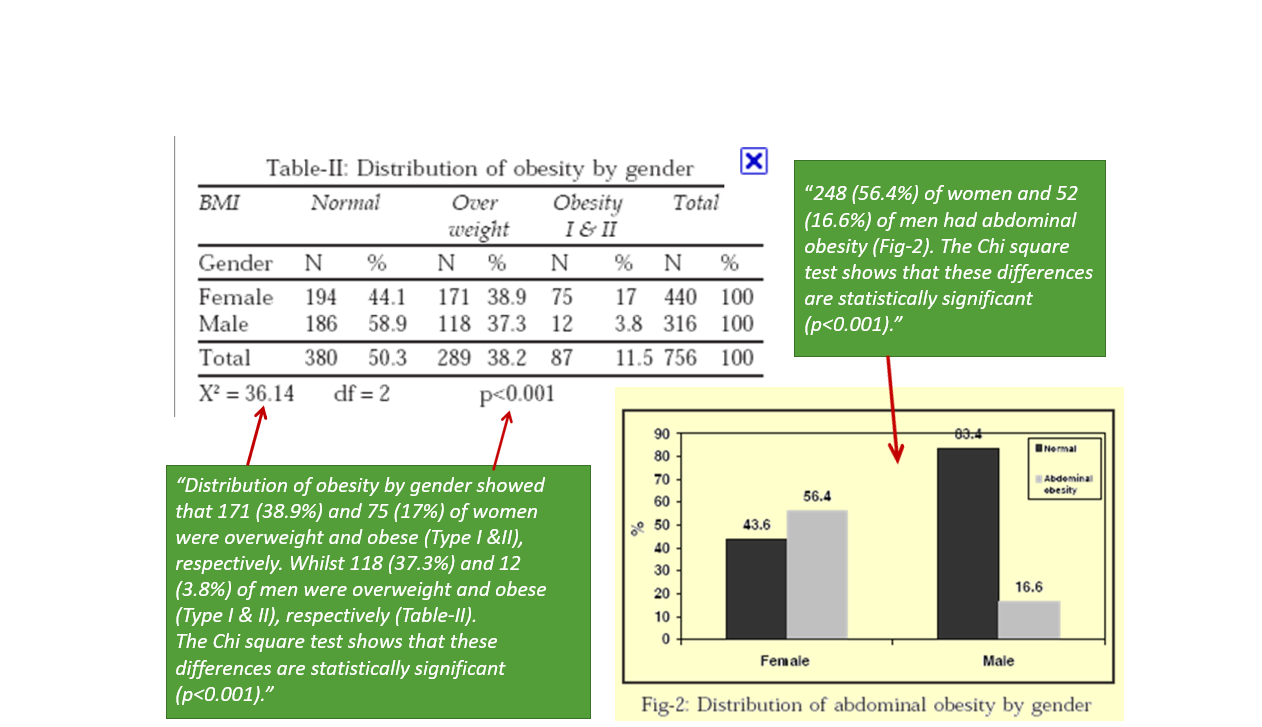 Table-II: Distribution of obesity by gender
BMI Normal Over weight Obesity I & II Total
Gender N % N % N % N %
Female 194 44.1 171 38.9 75 17 440 100
Male 186 58.9 118 37.3 12 3.8 316 100
Total 380 50.3 289 38.2 87 11.5 756 100
X² = 36.14 df = 2 p<0.001
“248 (56.4%) of women and 52
(16.6%) of men had abdominal
obesity (Fig-2). The Chi square
test shows that these differences
are statistically significant
(p<0.001).”
“Distribution of obesity by gender showed
that 171 (38.9%) and 75 (17%) of women
were overweight and obese (Type I &II),
respectively. Whilst 118 (37.3%) and 12
(3.8%) of men were overweight and obese
(Type I & II), respectively (Table-II).
The Chi square test shows that these
differences are statistically significant
(p<0.001).”
%
90
80
70
60
50
40
30
20
10
0
43.6
56.4
83.4
16.6
Normal
Abdominal
obesity
Female Male
Fig-2: Distribution of abdominal obesity by gender